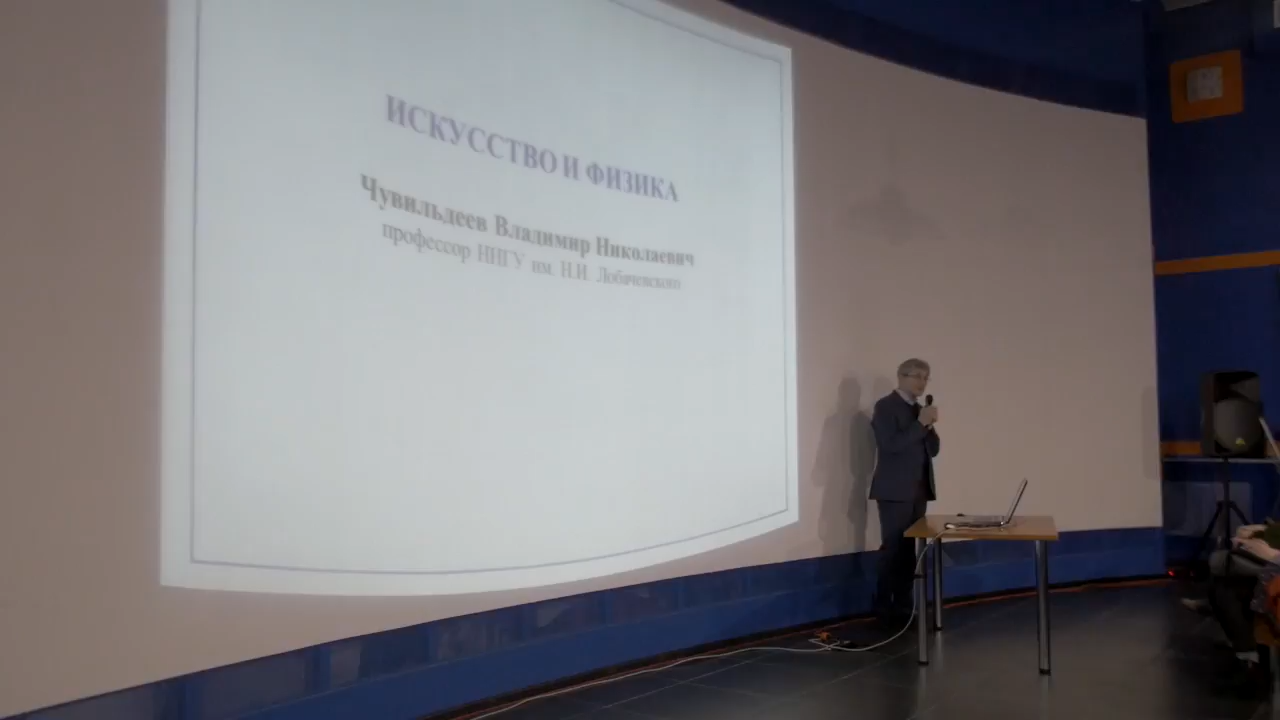 ИСКУССТВО И ФИЗИКА
Чувильдеев Владимир Николаевич
профессор ННГУ им. Н.И. Лобачевского